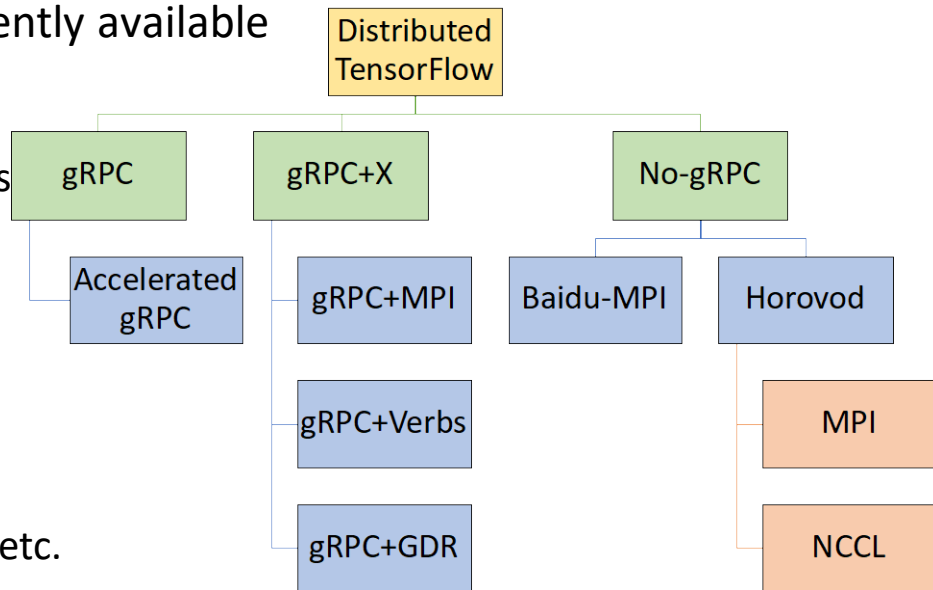 ently available
Distributed
TensorFlow
s
gRPC
gRPC+X
No-gRPC
Accelerated
gRPC
gRPC+MPI
Baidu-MPI
Horovod
gRPC+Verbs
MPI
etc.
gRPC+GDR
NCCL